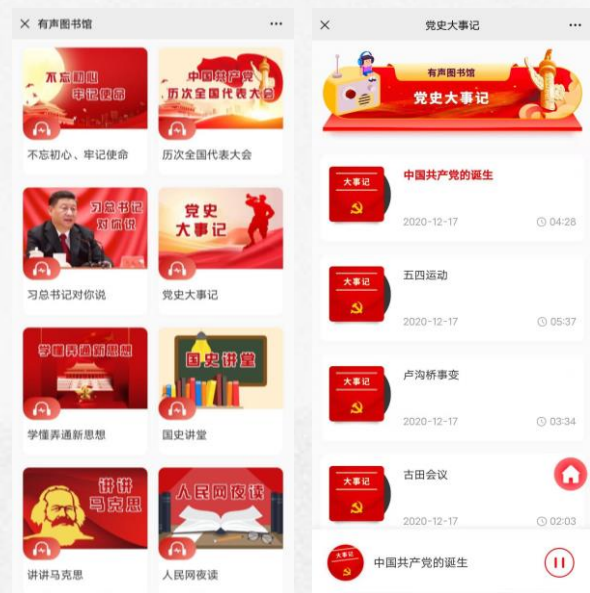 有声图书馆
不忘初心
牢记使命
不忘初心、牢记使命
中国共产党
历次全国代表大会
历次全国代表大会
习总书记
对你说
习总书记对你说
党史
大事记
党史大事记
学懂弄通新思想
学懂弄通新思想
国史讲堂
国史讲堂
讲讲
马克思
讲讲马克思
人民网夜读
人民网夜读
党史大事记
有声图书馆
党史大事记
大事记
中国共产党的诞生
2020-12-17
04:28
大事记
五四运动
2020-12-17
05:37
大事记
卢沟桥事变
2020-12-17
03:34
大事记
古田会议
2020-12-17
02:03
大事记
中国共产党的诞生